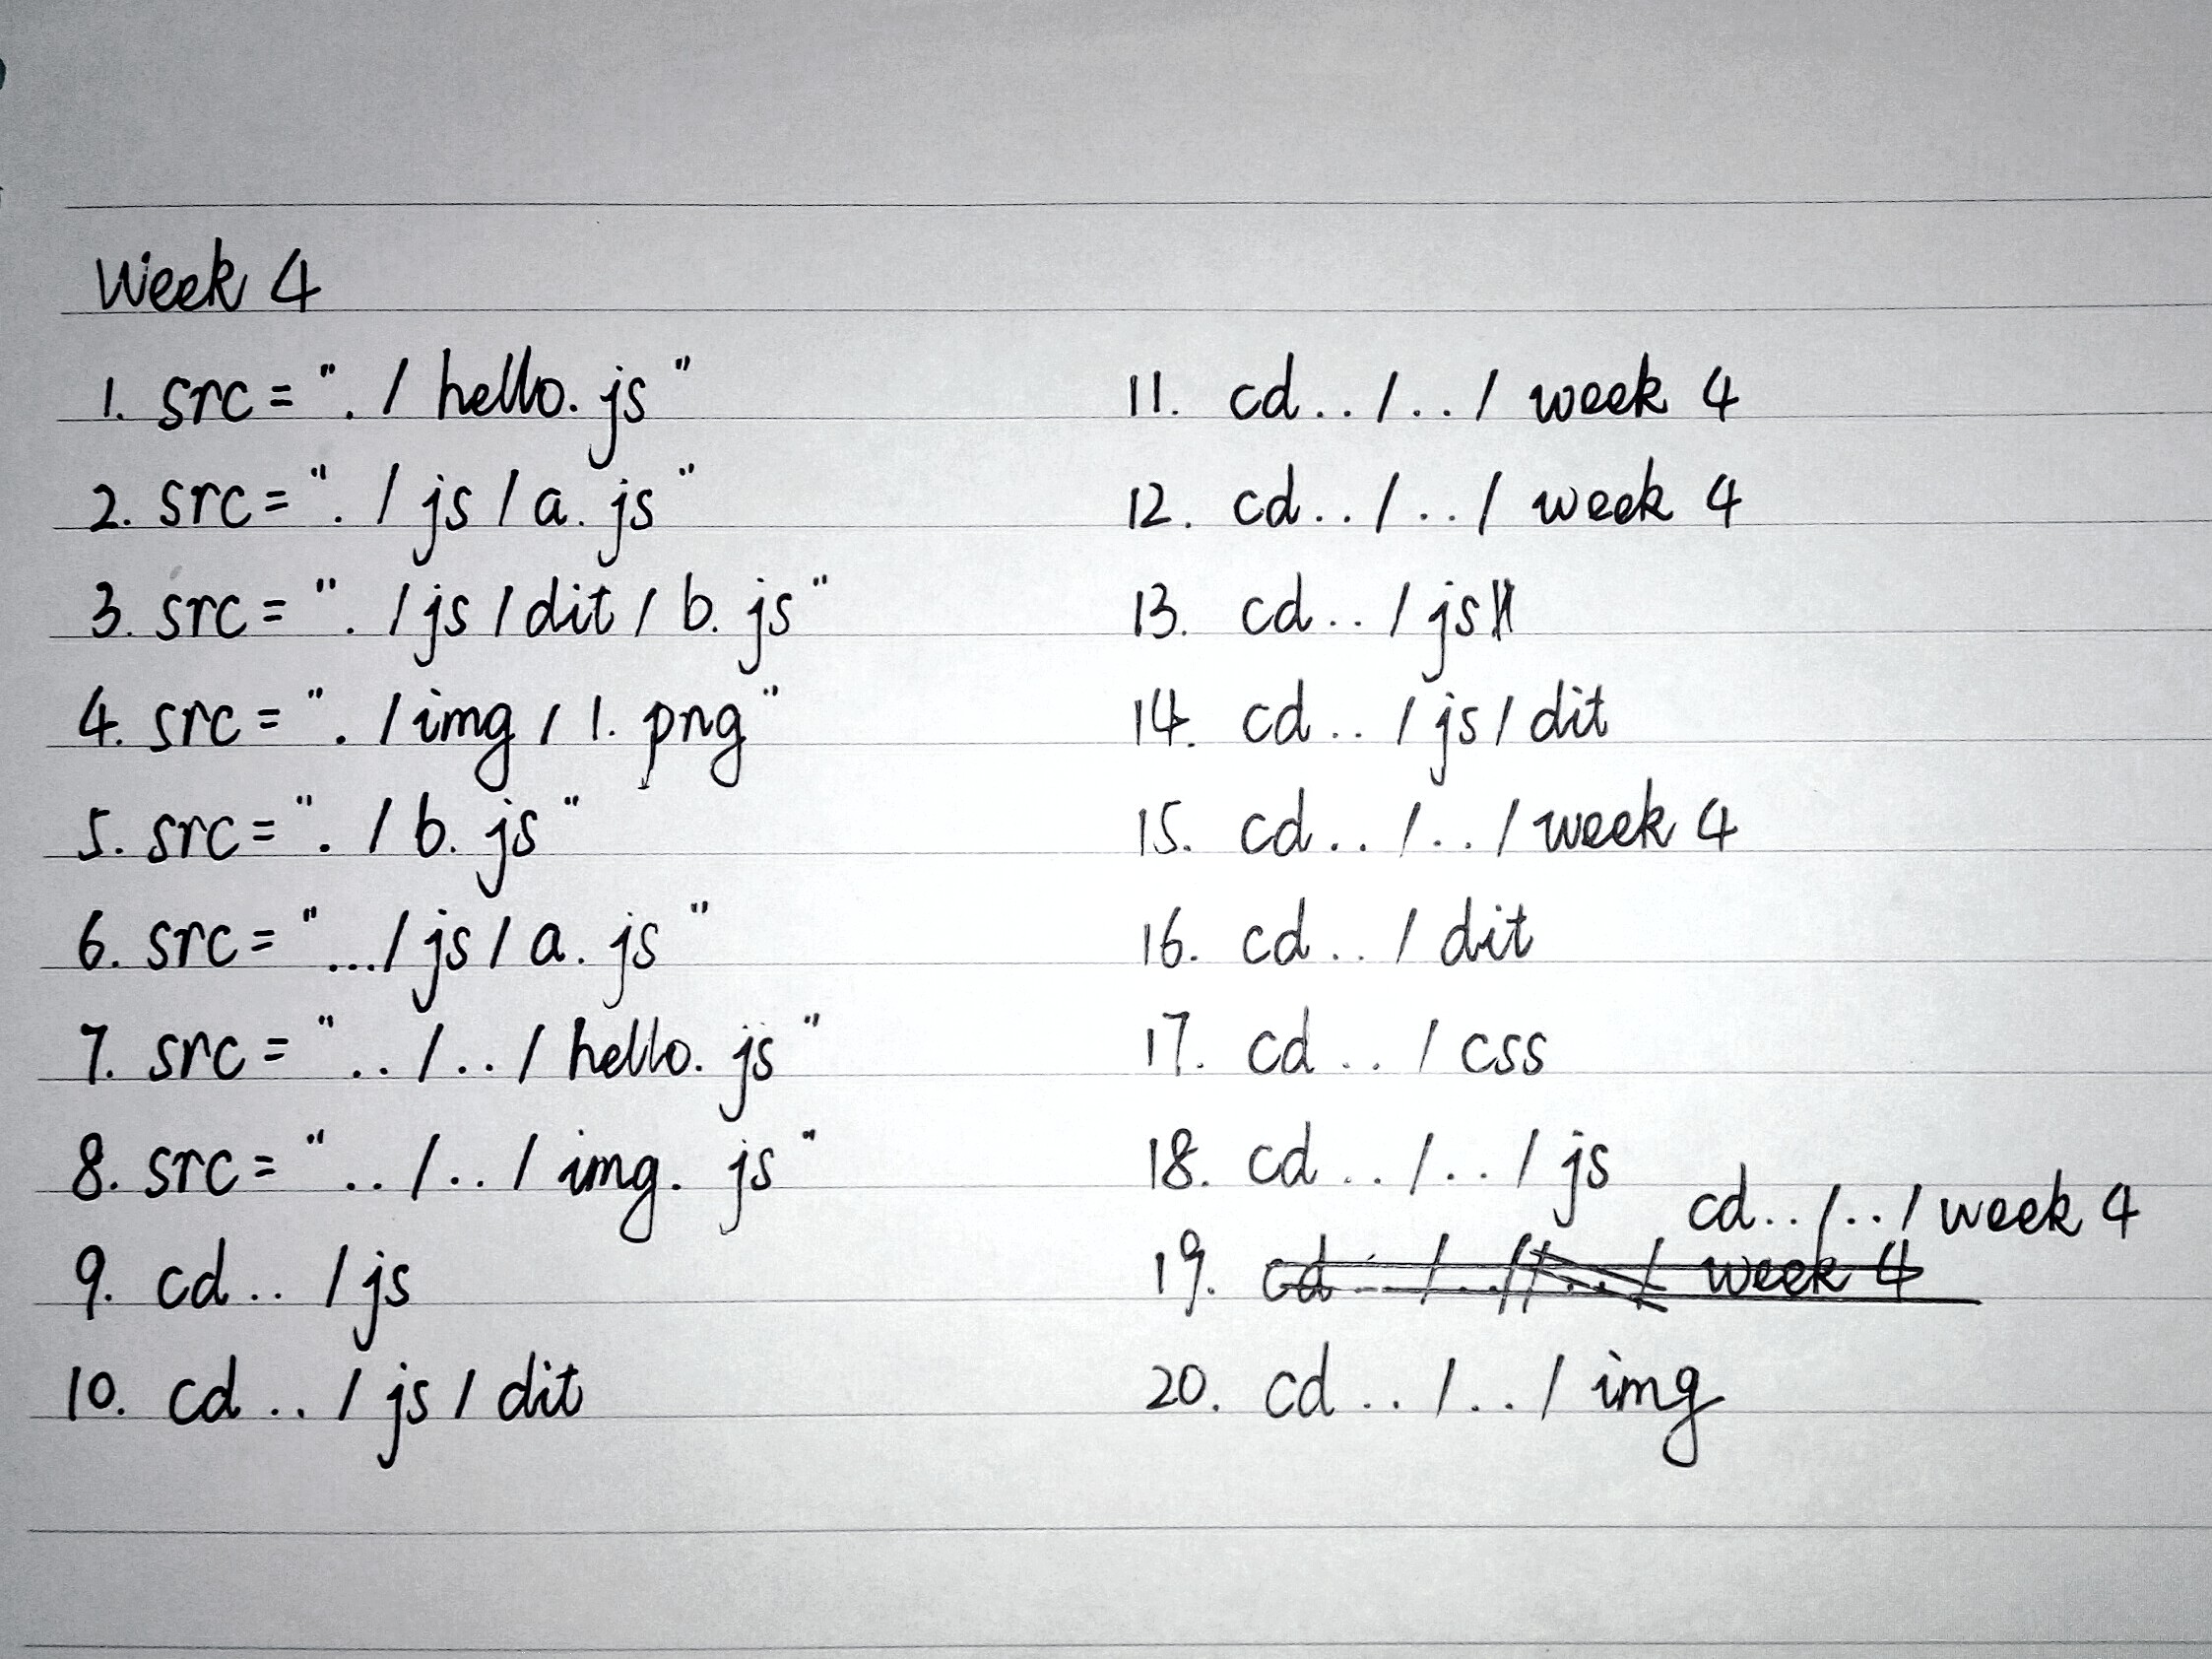 Week 4
1. src = "./hello.js"
2. src = "./js/a.js"
3. src = "./js/dit/b.js"
4. src = "./img/1.png"
5. src = "./b.js"
6. src = ".../js/a.js"
7. src = "../../hello.js"
8. src = "../../img.js"
9. cd../js
10. cd../js/dit
11. cd../../week 4
12. cd../../week 4
13. cd../js
14. cd../js/dit
15. cd../../week 4
16. cd../dit
17. cd../css
18. cd../../js
cd../../week 4
19.
20. cd../../img